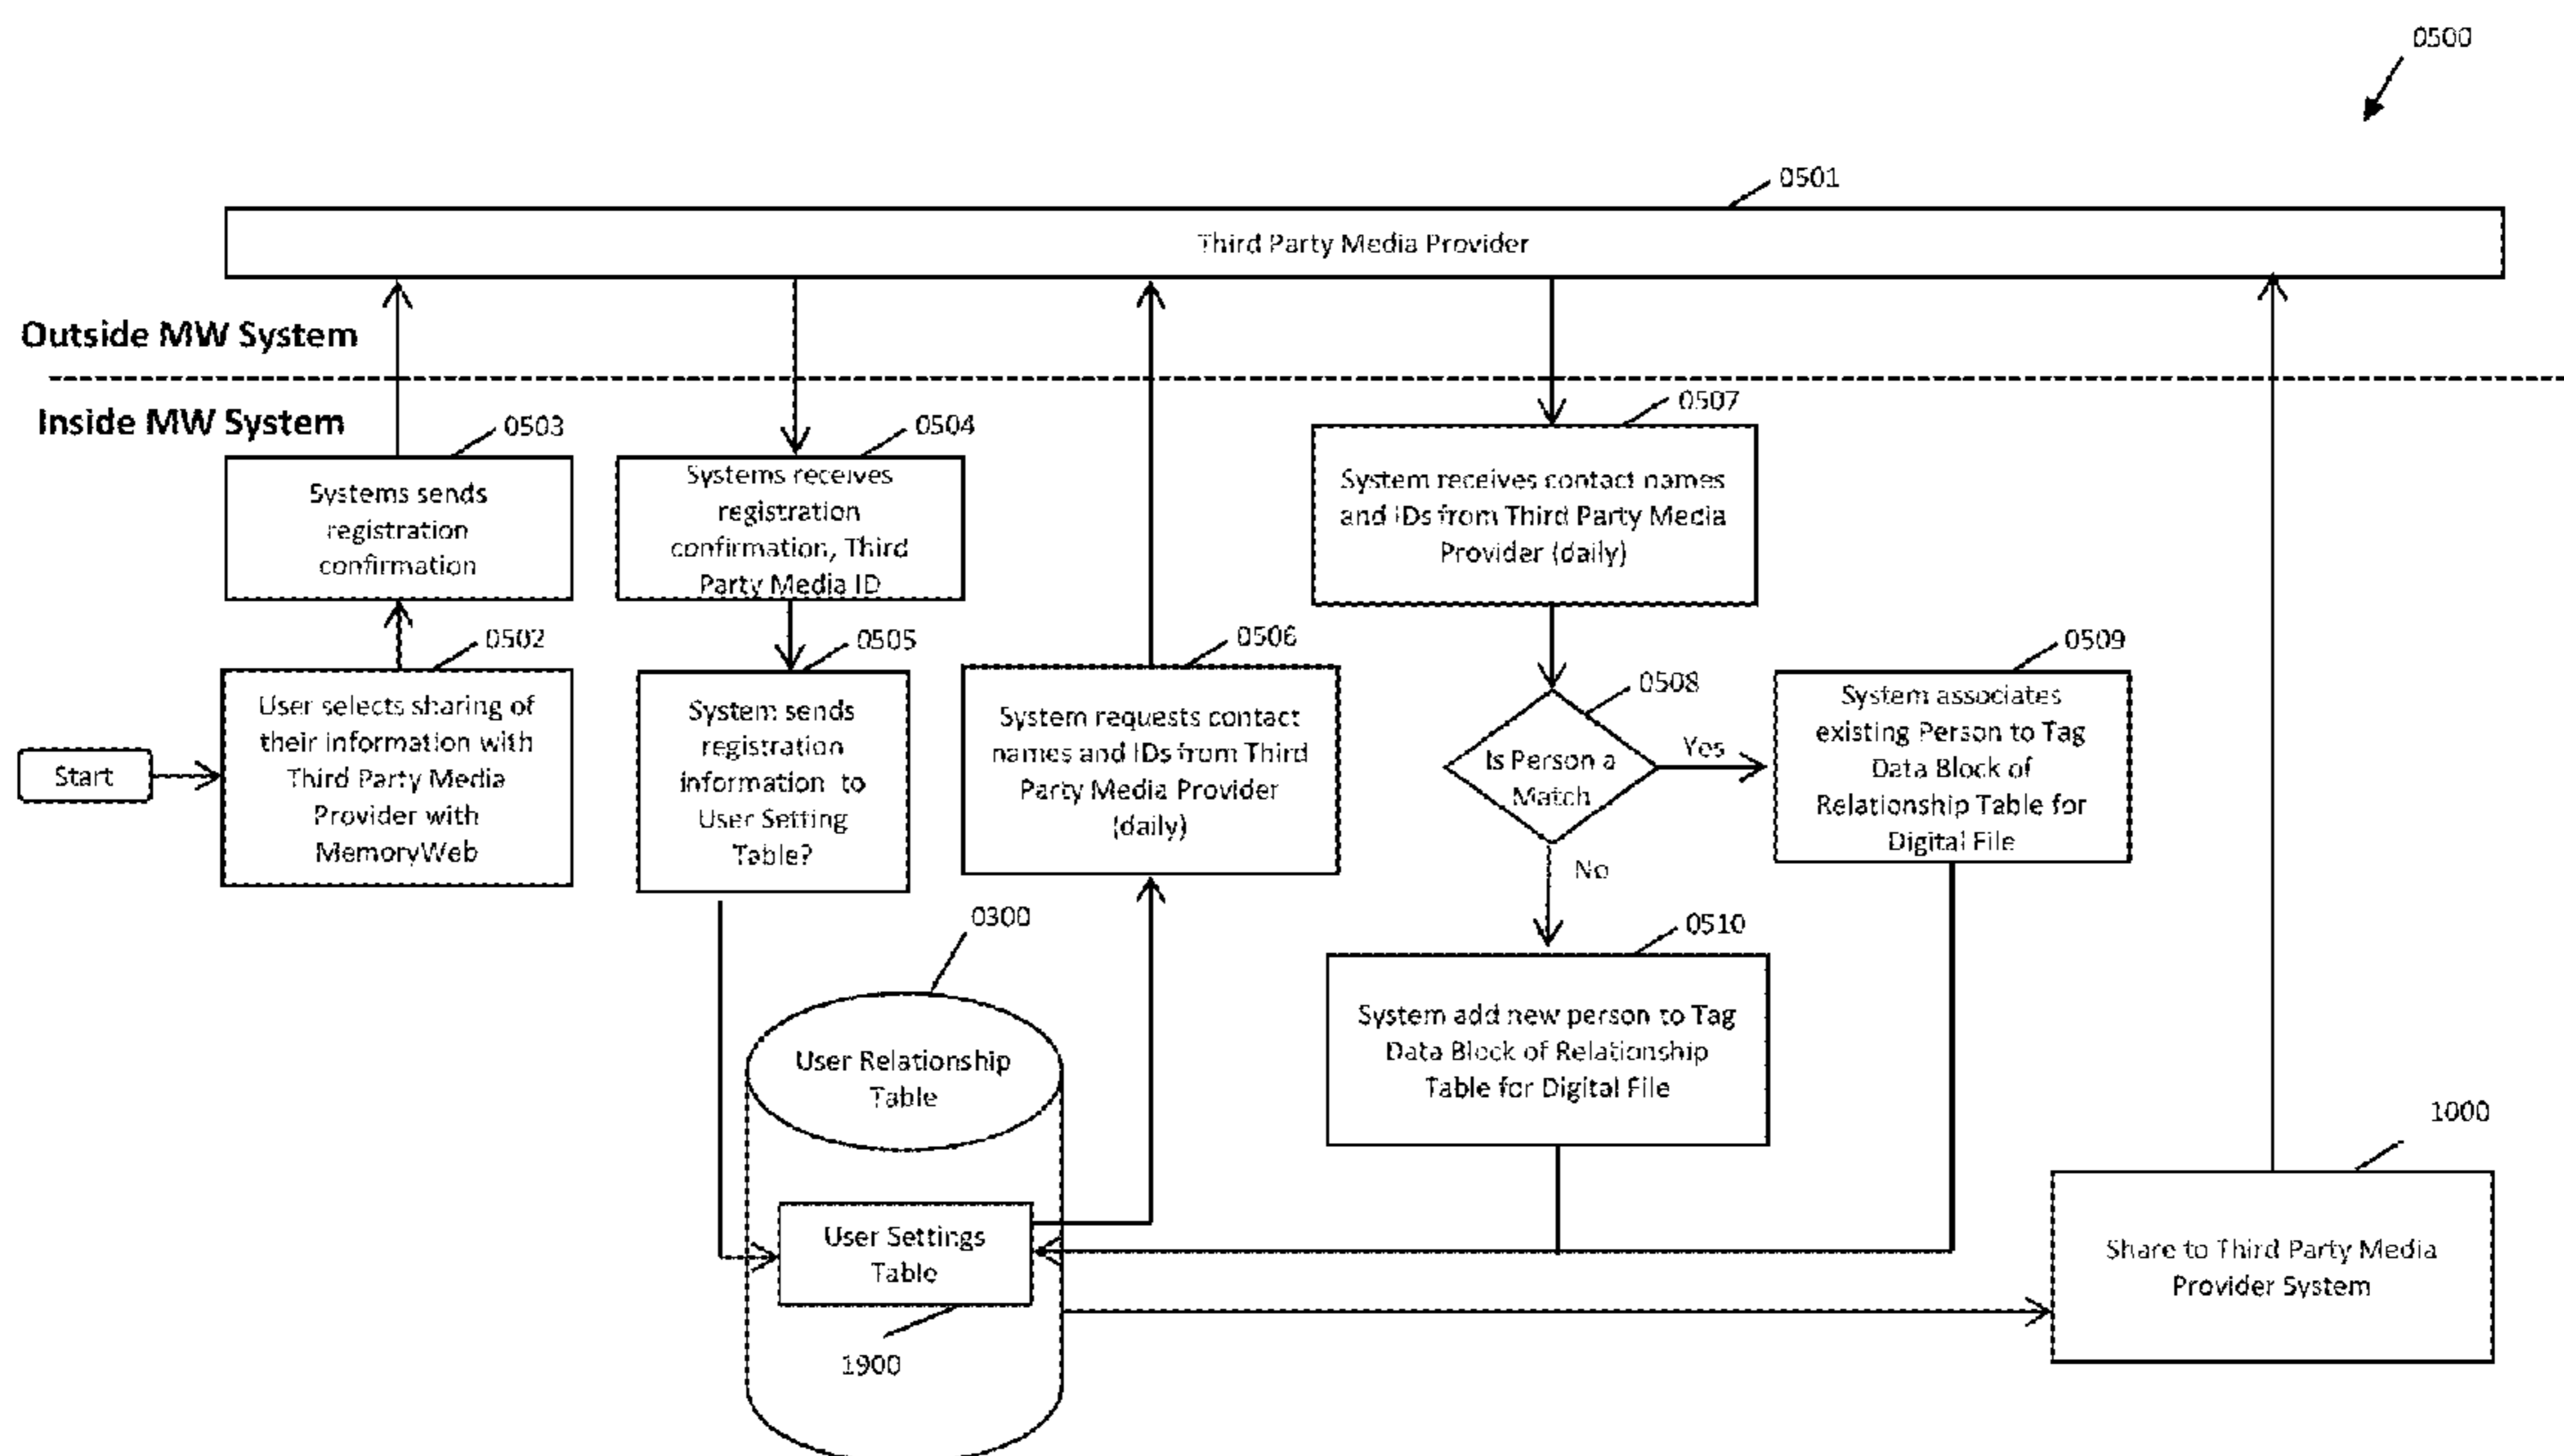 0500
0501
Third Party Media Provider
Outside MW System
Inside MW System
0503
Systems sends
registration
confirmation
0504
Systems receives
registration
confirmation, Third
Party Media ID
0507
System receives contact names
and IDs from Third Party Media
Provider (daily)
Start
0502
User selects sharing of
their information with
Third Party Media
Provider with
MemoryWeb
0505
System sends
registration
information to
User Setting
Table?
0506
System requests contact
names and IDs from Third
Party Media Provider
(daily)
0508
Is Person a
Match
Yes
No
0509
System associates
existing Person to Tag
Data Block of
Relationship Table for
Digital File
0510
System add new person to Tag
Data Block of Relationship
Table for Digital File
0300
User Relationship
Table
User Settings
Table
1900
1000
Share to Third Party Media
Provider System